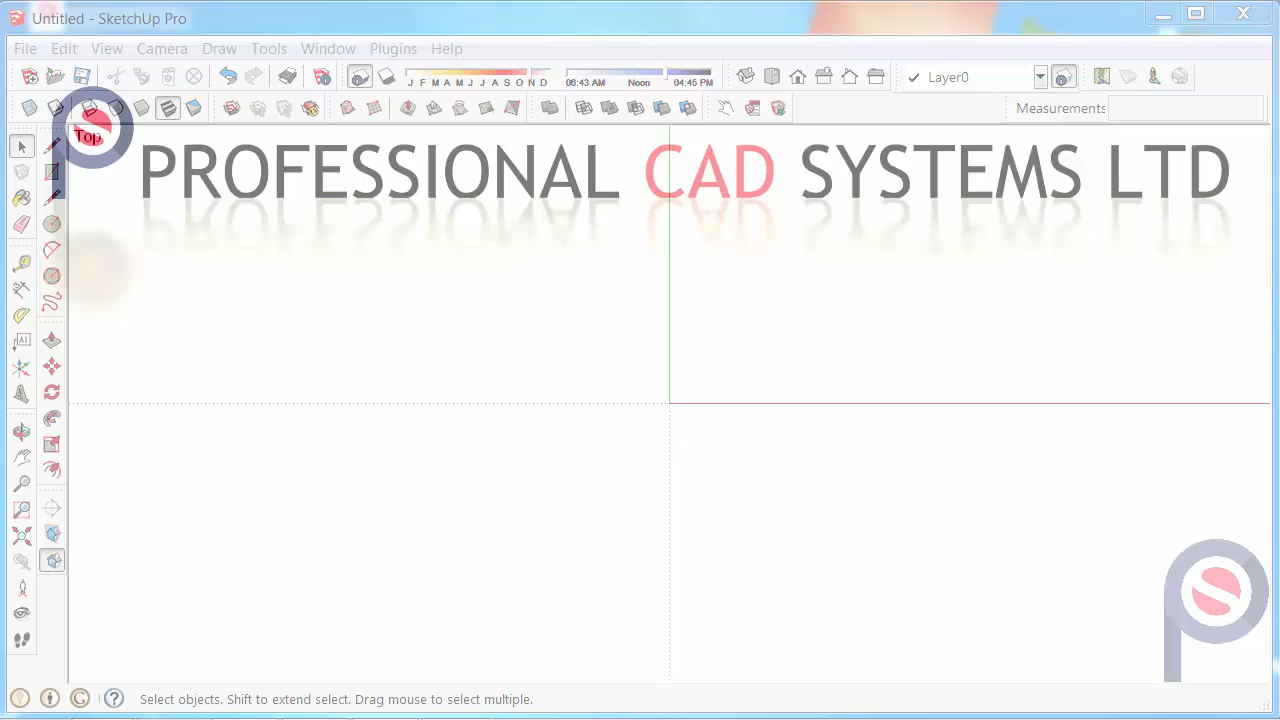 Untitled - SketchUp Pro
File Edit View Camera Draw Tools Window Plugins Help
J F M A M J J A S O N D 06:43 AM Noon 04:45 PM Layer0
Measurements
Top
PROFESSIONAL CAD SYSTEMS LTD
Select objects. Shift to extend select. Drag mouse to select multiple.